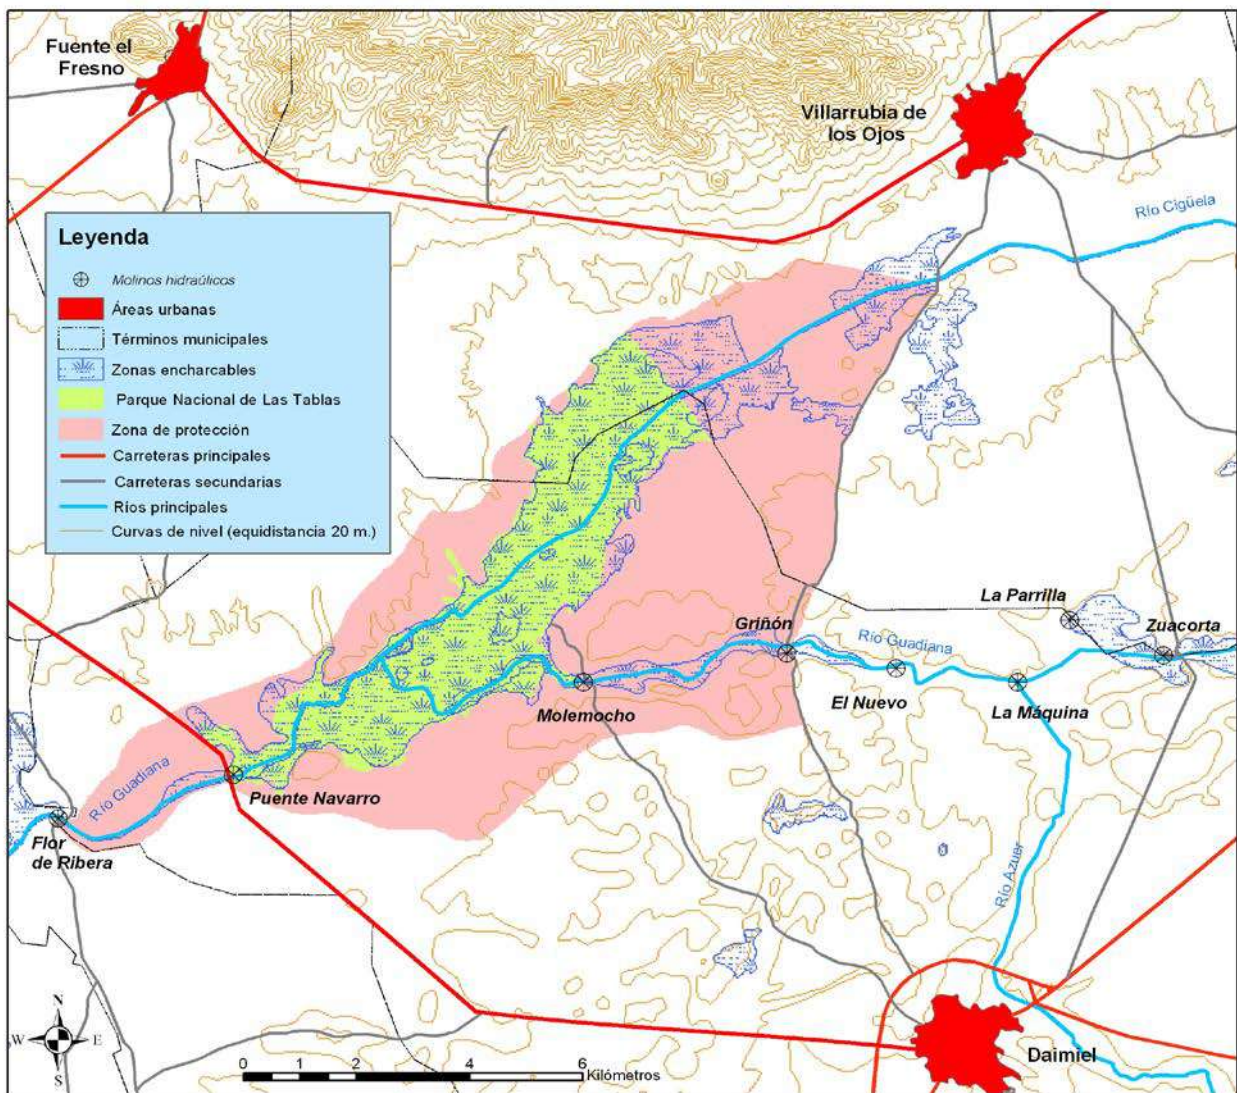 Fuente el
Fresno
Villarrubia de
los Ojos
Río Cigüela
Leyenda
Molinos hidraúlicos
Áreas urbanas
Términos municipales
Zonas encharcables
Parque Nacional de Las Tablas
Zona de protección
Carreteras principales
Carreteras secundarias
Ríos principales
Curvas de nivel (equidistancia 20 m.)
La Parrilla
Zuacorta
Griñón
Río Guadiana
El Nuevo
La Máquina
Molemocho
Río Guadiana
Puente Navarro
Flor
de Ribera
Río Azuer
N
W
E
S
0 1 2 4 6
Kilómetros
Daimiel